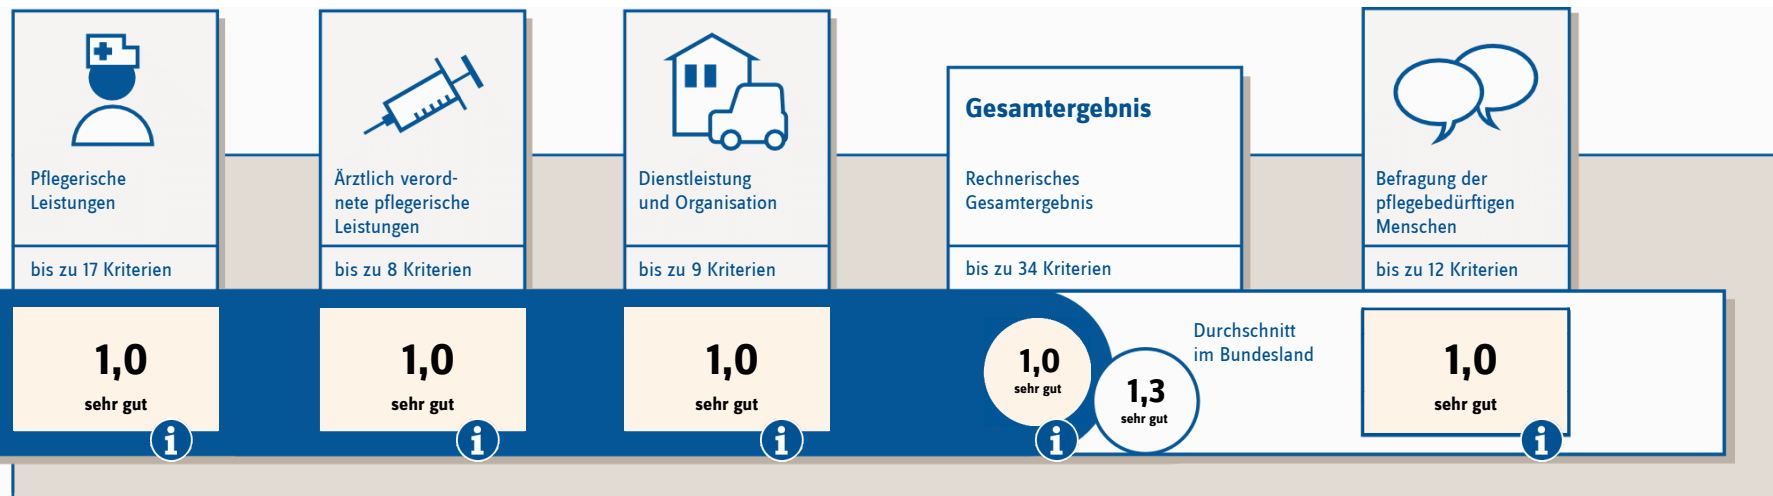 Pflegerische
Leistungen
bis zu 17 Kriterien
1,0
sehr gut
i
Ärztlich verord-
nete pflegerische
Leistungen
bis zu 8 Kriterien
1,0
sehr gut
i
Dienstleistung
und Organisation
bis zu 9 Kriterien
1,0
sehr gut
i
Gesamtergebnis
Rechnerisches
Gesamtergebnis
bis zu 34 Kriterien
1,0
sehr gut
i
1,3
sehr gut
Durchschnitt
im Bundesland
Befragung der
pflegebedürftigen
Menschen
bis zu 12 Kriterien
1,0
sehr gut
i